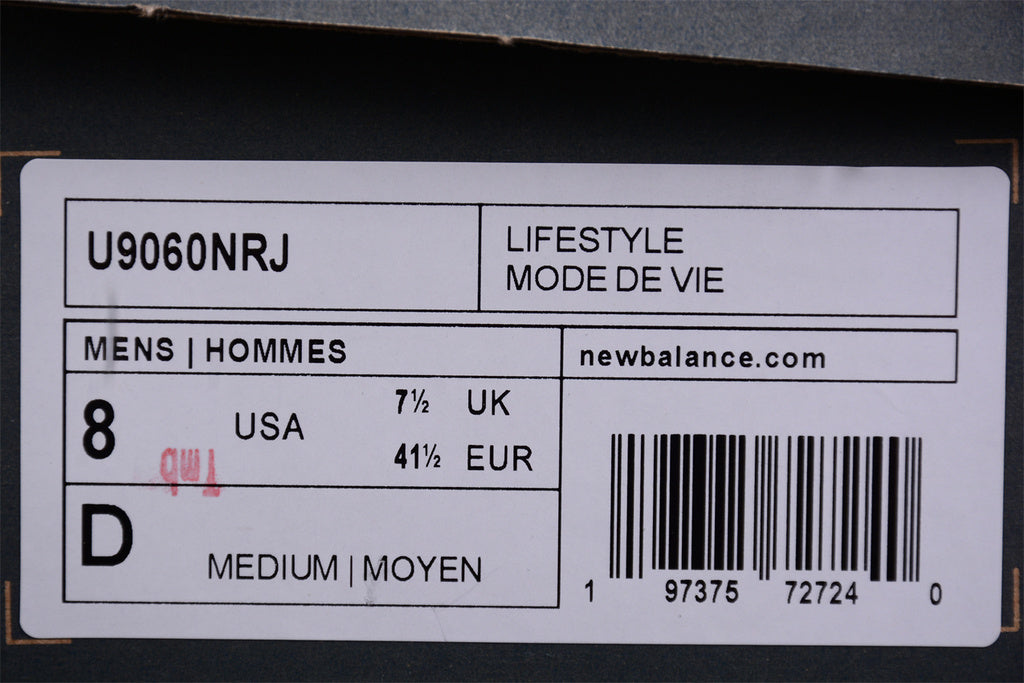 U9060NRJ
LIFESTYLE
MODE DE VIE
MENS | HOMMES
newbalance.com
8 USA 7½ UK
41½ EUR
D MEDIUM | MOYEN
1 97375 72724 0